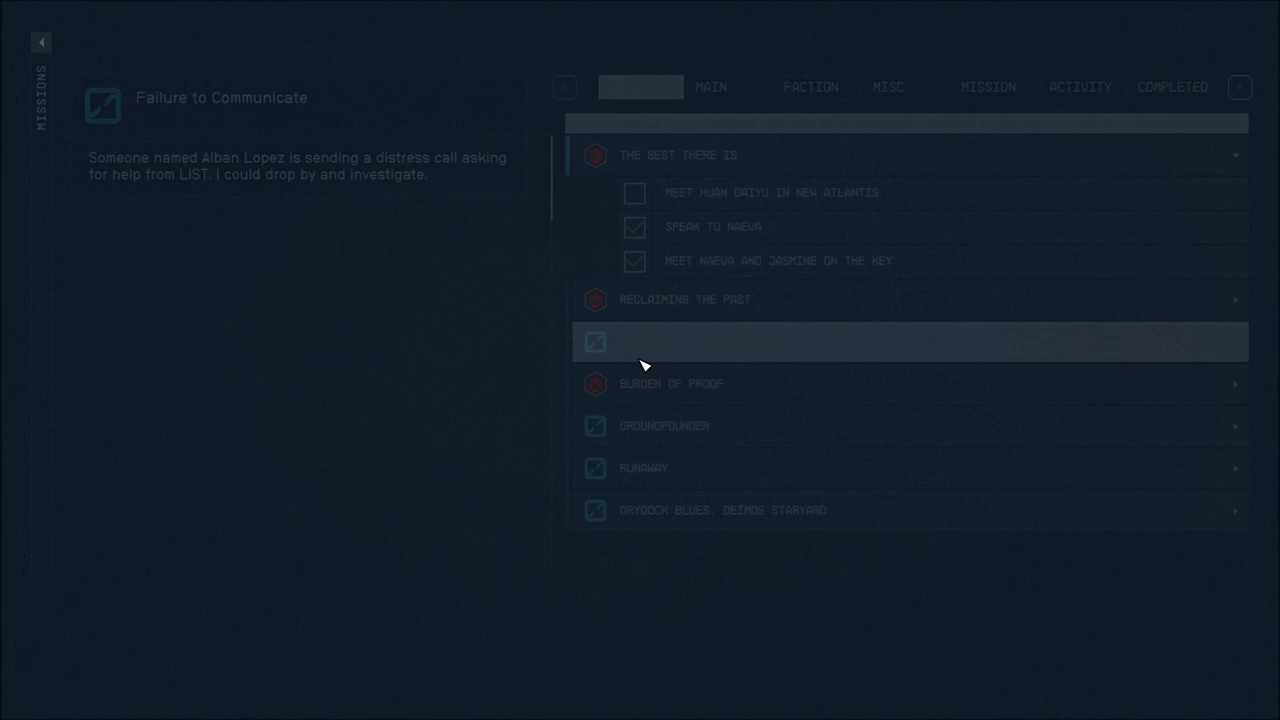 MISSIONS
Failure to Communicate
Someone named Alban Lopez is sending a distress call asking
for help from LIST. I could drop by and investigate.
MAIN FACTION MISC MISSION ACTIVITY COMPLETED
THE BEST THERE IS
MEET HUAN DAIYU IN NEW ATLANTIS
SPEAK TO NAEVA
MEET NAEVA AND JASMINE ON THE KEY
RECLAIMING THE PAST
BURDEN OF PROOF
GROUNDPOUNDER
RUNAWAY
DRYDOCK BLUES: DEIMOS STARYARD